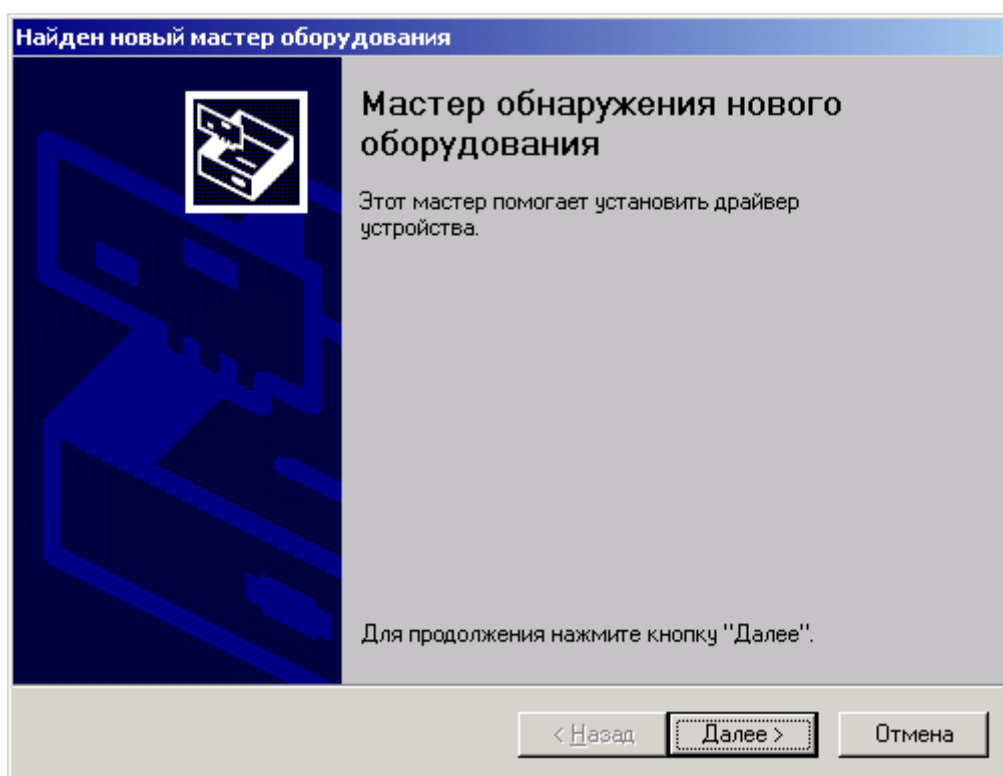 Найден новый мастер оборудования
Мастер обнаружения нового
оборудования
Этот мастер помогает установить драйвер
устройства.
Для продолжения нажмите кнопку "Далее".
< Назад
Далее >
Отмена